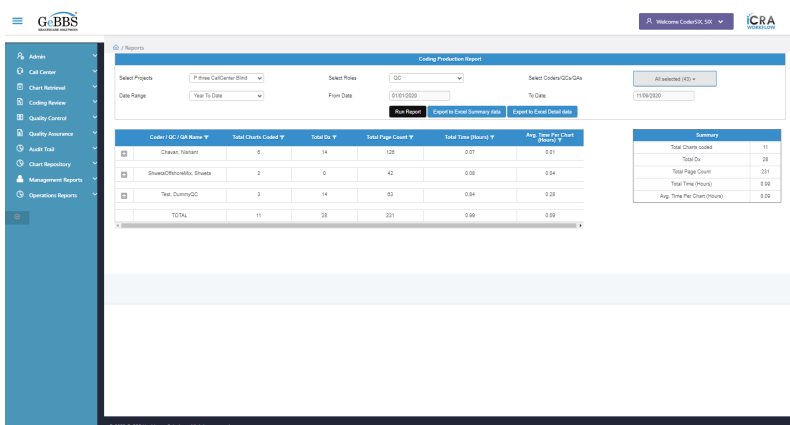 GeBBS
HEALTHCARE SOLUTIONS
Welcome CoderSIX, SIX
iCRA
WORKFLOW
/ Reports
Admin
Call Center
Chart Retrieval
Coding Review
Quality Control
Quality Assurance
Audit Trail
Chart Repository
Management Reports
Operations Reports
Coding Production Report
Select Projects P three CallCenter Blind Select Roles QC Select Coders/QCs/QAs All selected (43)
Date Range Year To Date From Date 01/01/2020 To Date 11/09/2020
Run Report Export to Excel Summary data Export to Excel Detail data
Coder / QC / QA Name Total Charts Coded Total Dx Total Page Count Total Time (Hours) Avg. Time Per Chart (Hours)
Chavan, Nishant 6 14 126 0.07 0.01
ShwetaOffshoreMix, Shweta 2 0 42 0.08 0.04
Test, DummyQC 3 14 63 0.84 0.28
TOTAL 11 28 231 0.99 0.09
Summary
Total Charts coded 11
Total Dx 28
Total Page Count 231
Total Time (Hours) 0.99
Avg. Time Per Chart (Hours) 0.09